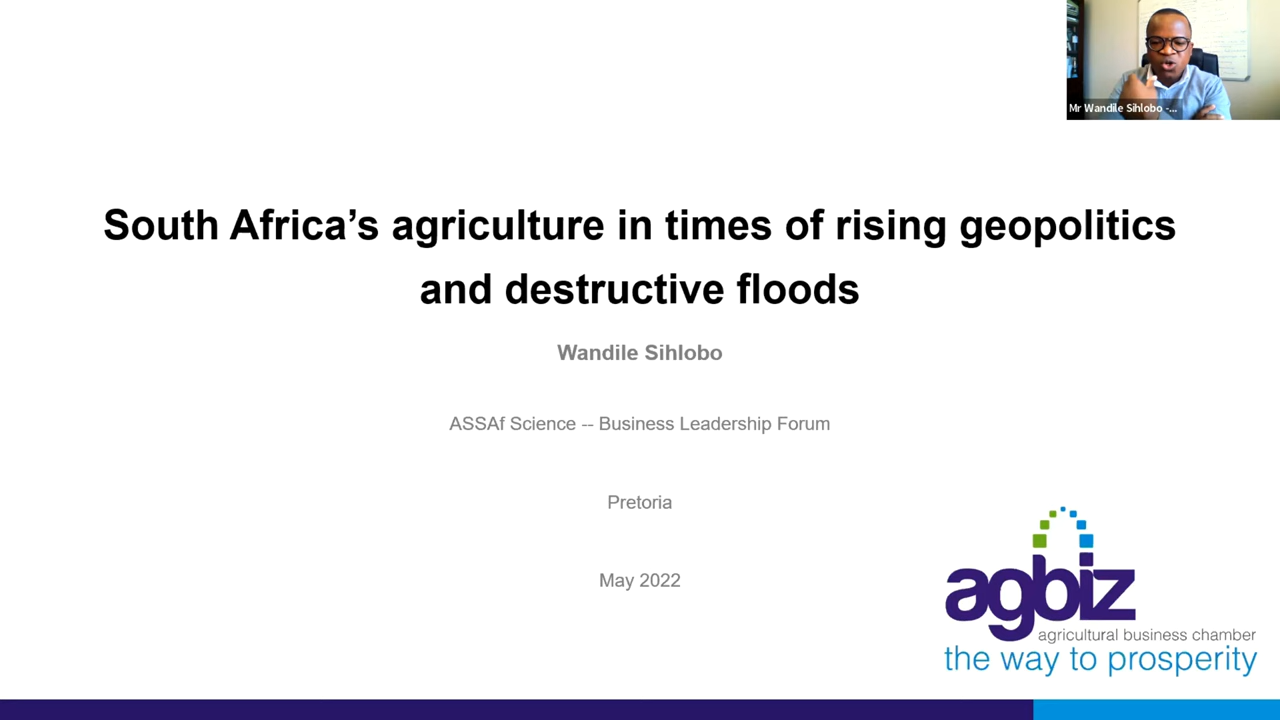 Mr Wandile Sihlobo -...
South Africa’s agriculture in times of rising geopolitics
and destructive floods
Wandile Sihlobo
ASSAf Science -- Business Leadership Forum
Pretoria
May 2022
agbiz
agricultural business chamber
the way to prosperity